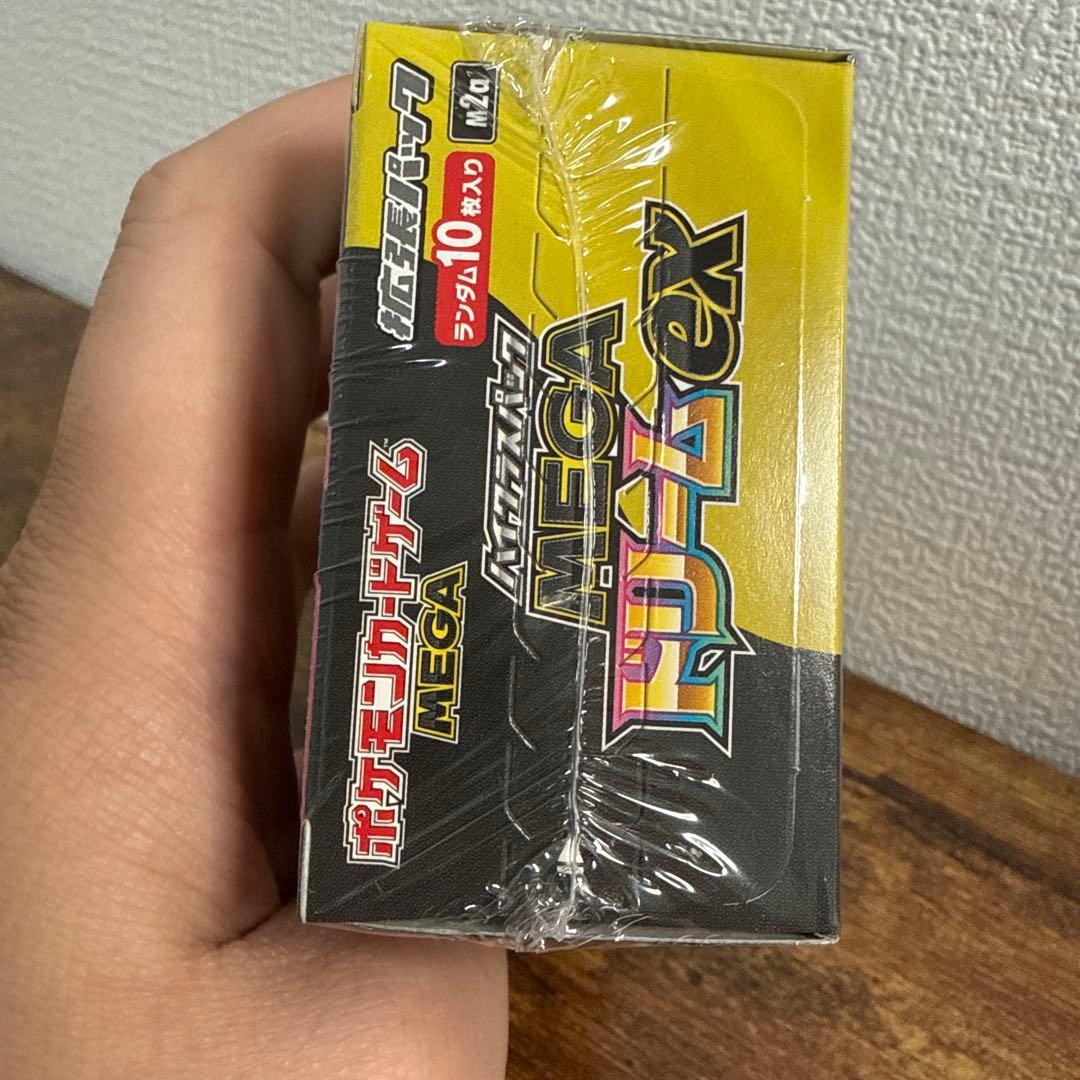 ポケモンカードゲーム™
MEGA
拡張パック
ランダム10枚入り
M2a
ハイクラスパック
MEGA
ドリームex